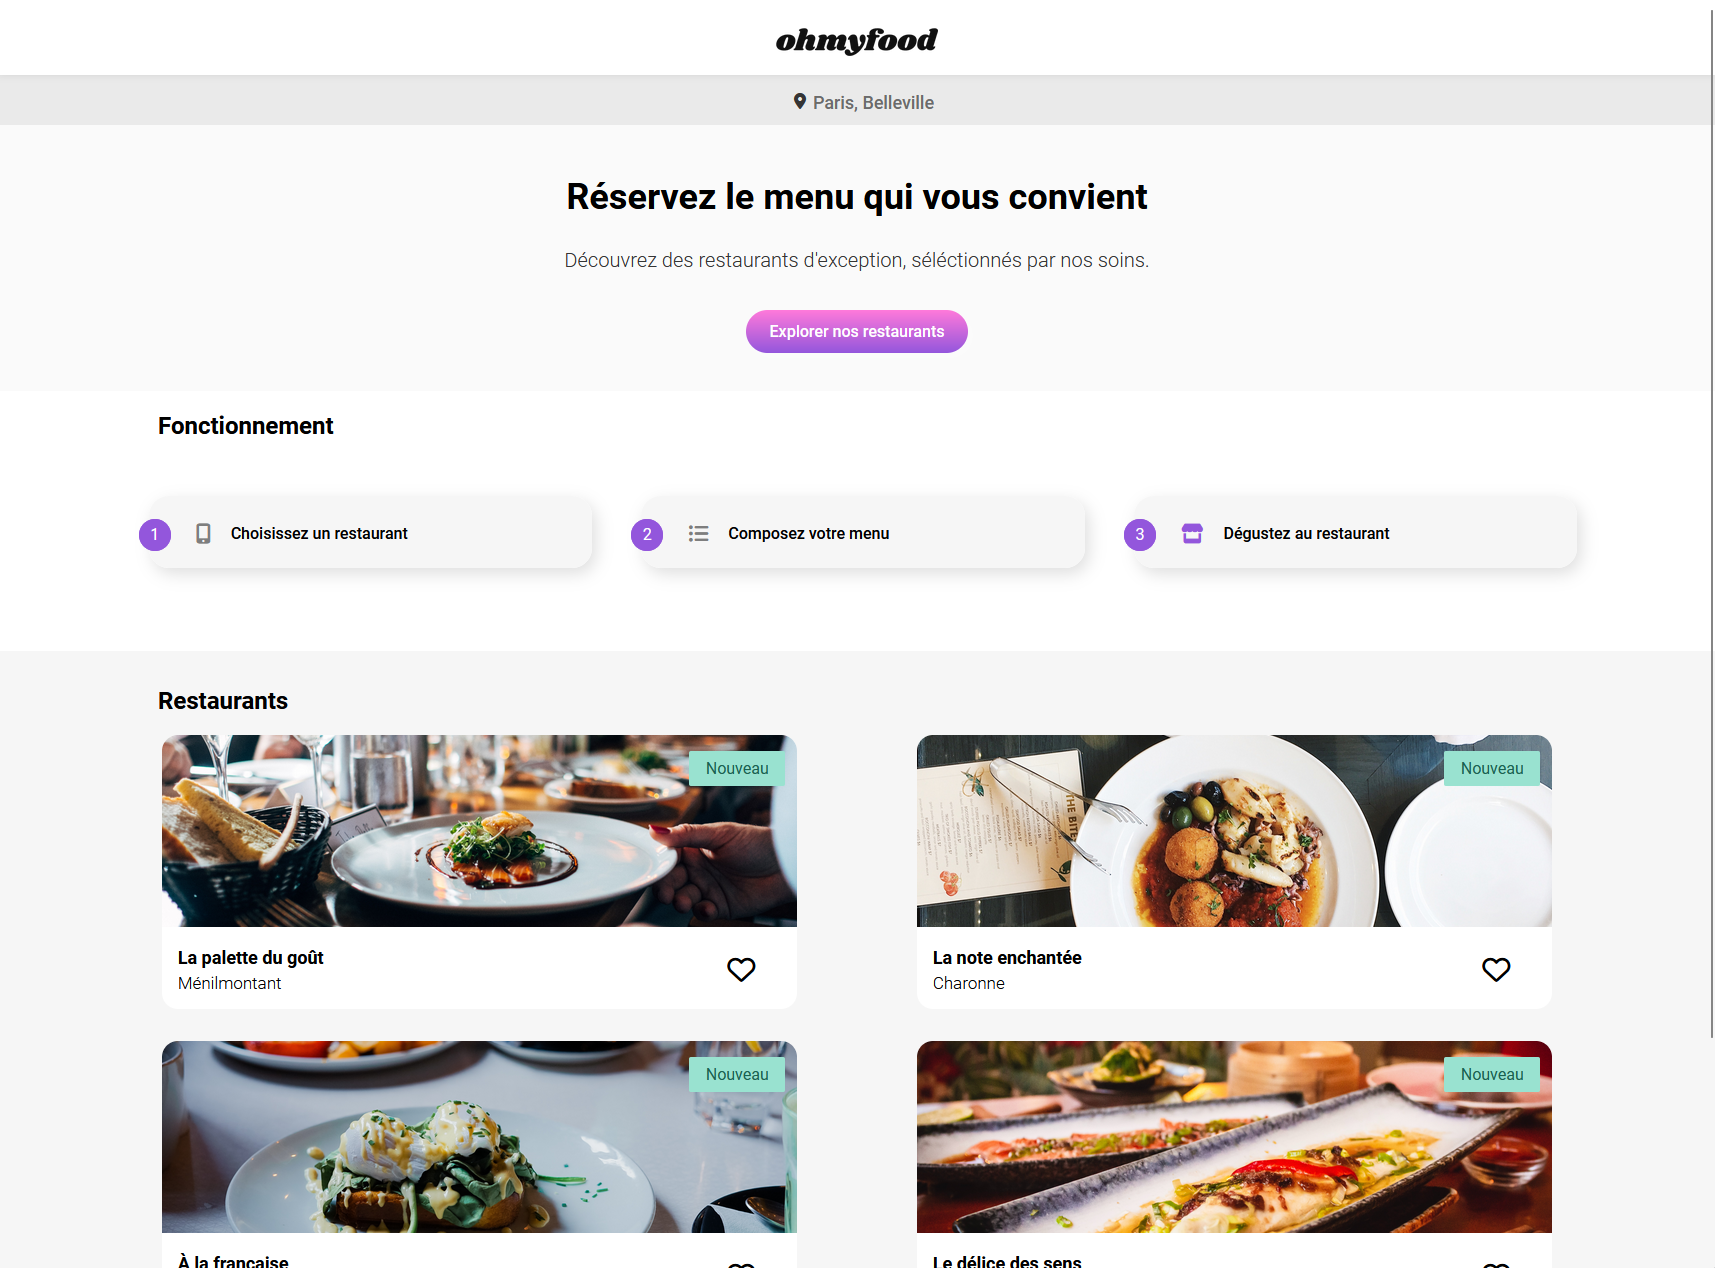 ohmyfood
Paris, Belleville
Réservez le menu qui vous convient
Découvrez des restaurants d'exception, séléctionnés par nos soins.
Explorer nos restaurants
Fonctionnement
1 Choisissez un restaurant
2 Composez votre menu
3 Dégustez au restaurant
Restaurants
Nouveau
La palette du goût
Ménilmontant
Nouveau
THE BITE
La note enchantée
Charonne
Nouveau
À la française
Nouveau
Le délice des sens